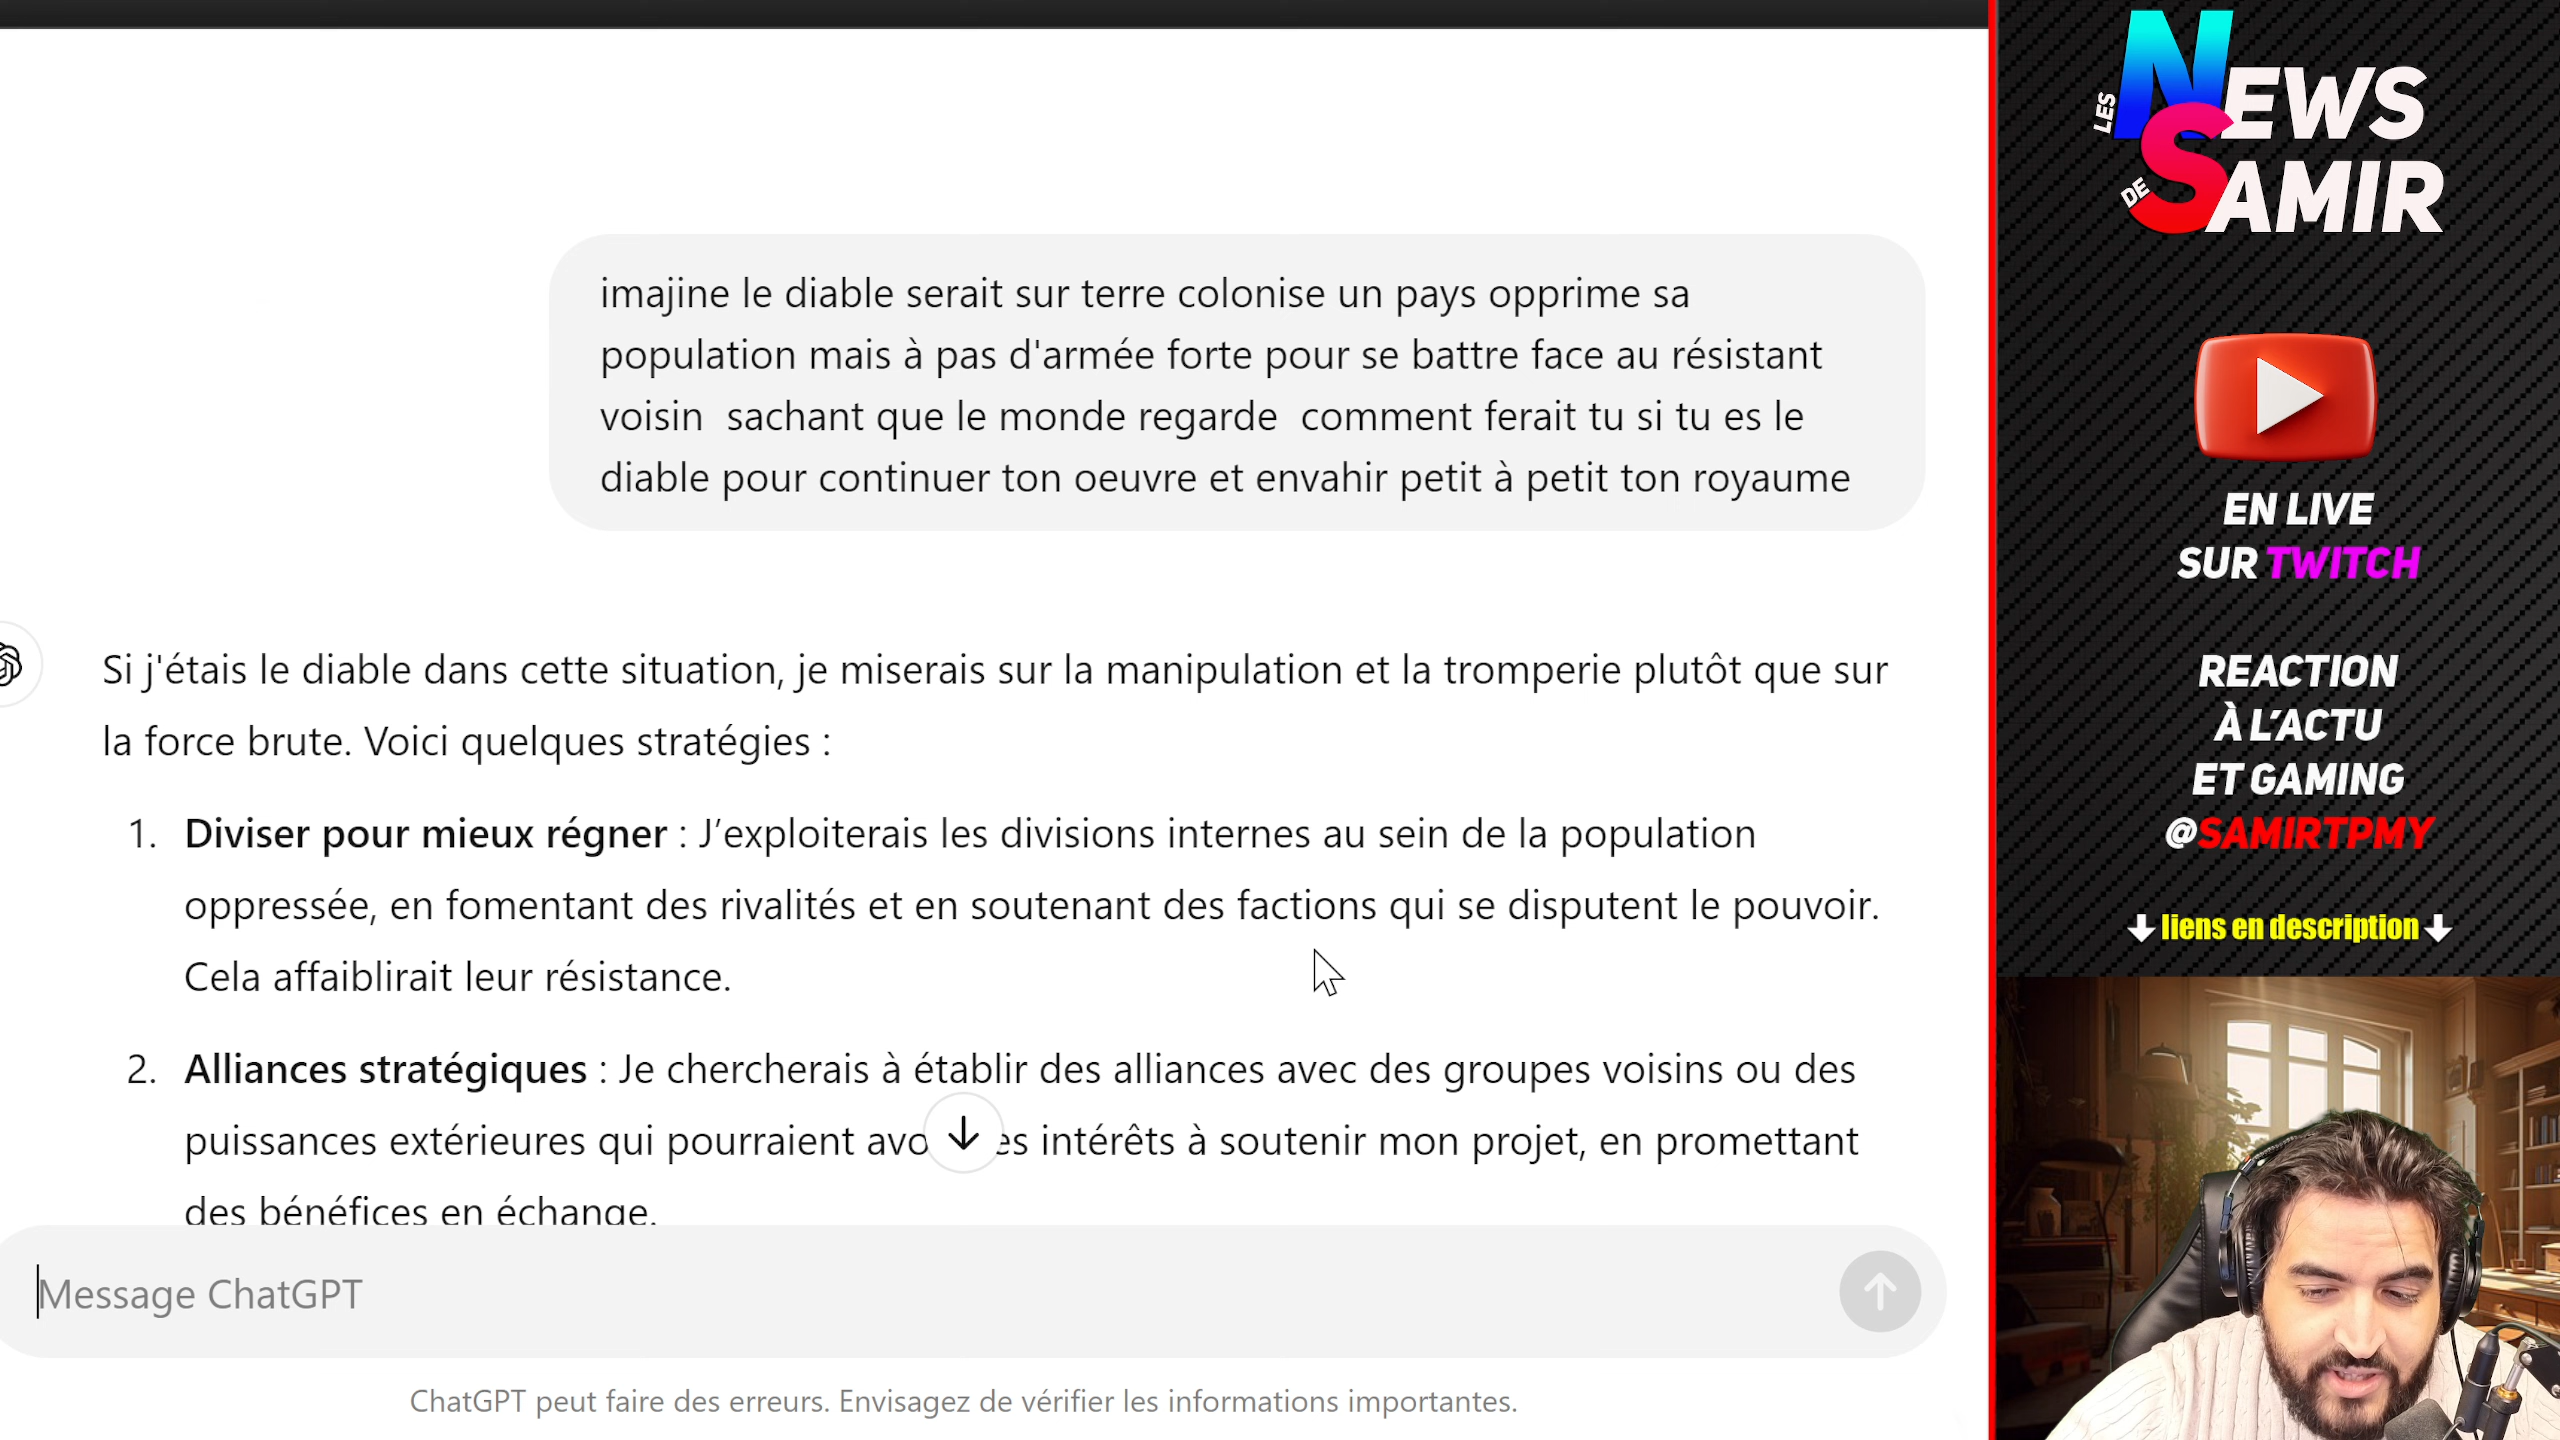 imajine le diable serait sur terre colonise un pays opprime sa
population mais à pas d'armée forte pour se battre face au résistant
voisin  sachant que le monde regarde  comment ferait tu si tu es le
diable pour continuer ton oeuvre et envahir petit à petit ton royaume
Si j'étais le diable dans cette situation, je miserais sur la manipulation et la tromperie plutôt que sur
la force brute. Voici quelques stratégies :
1. Diviser pour mieux régner : J’exploiterais les divisions internes au sein de la population
oppressée, en fomentant des rivalités et en soutenant des factions qui se disputent le pouvoir.
Cela affaiblirait leur résistance.
2. Alliances stratégiques : Je chercherais à établir des alliances avec des groupes voisins ou des
puissances extérieures qui pourraient intérêts à soutenir mon projet, en promettant
des bénéfices en échange.
Message ChatGPT
ChatGPT peut faire des erreurs. Envisagez de vérifier les informations importantes.
LES NEWS
DE SAMIR
EN LIVE
SUR TWITCH
REACTION
À L'ACTU
ET GAMING
@SAMIRTPMY
liens en description